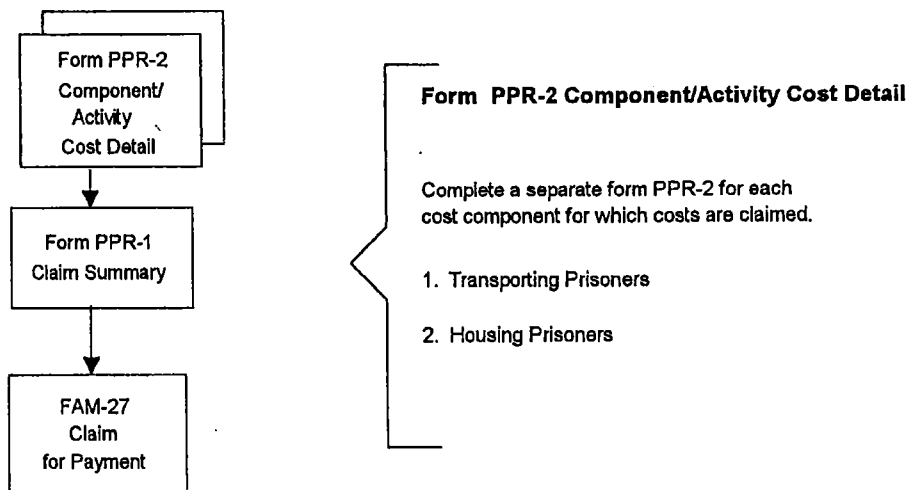 Form PPR-2
Component/
Activity
Cost Detail
Form PPR-1
Claim Summary
FAM-27
Claim
for Payment
Form PPR-2 Component/Activity Cost Detail
Complete a separate form PPR-2 for each
cost component for which costs are claimed.
1. Transporting Prisoners
2. Housing Prisoners